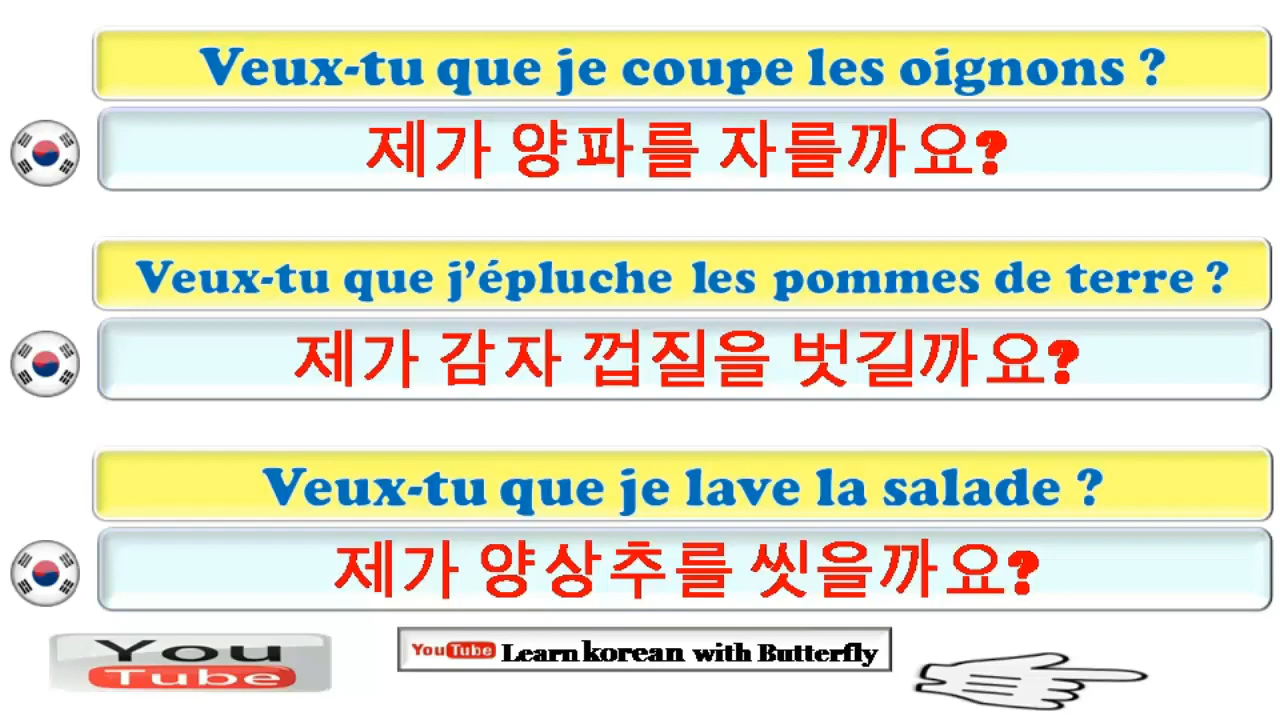 Veux-tu que je coupe les oignons ?
제가 양파를 자를까요?
Veux-tu que j'épluche les pommes de terre ?
제가 감자 껍질을 벗길까요?
Veux-tu que je lave la salade ?
제가 양상추를 씻을까요?
You
Tube
YouTube Learn korean with Butterfly